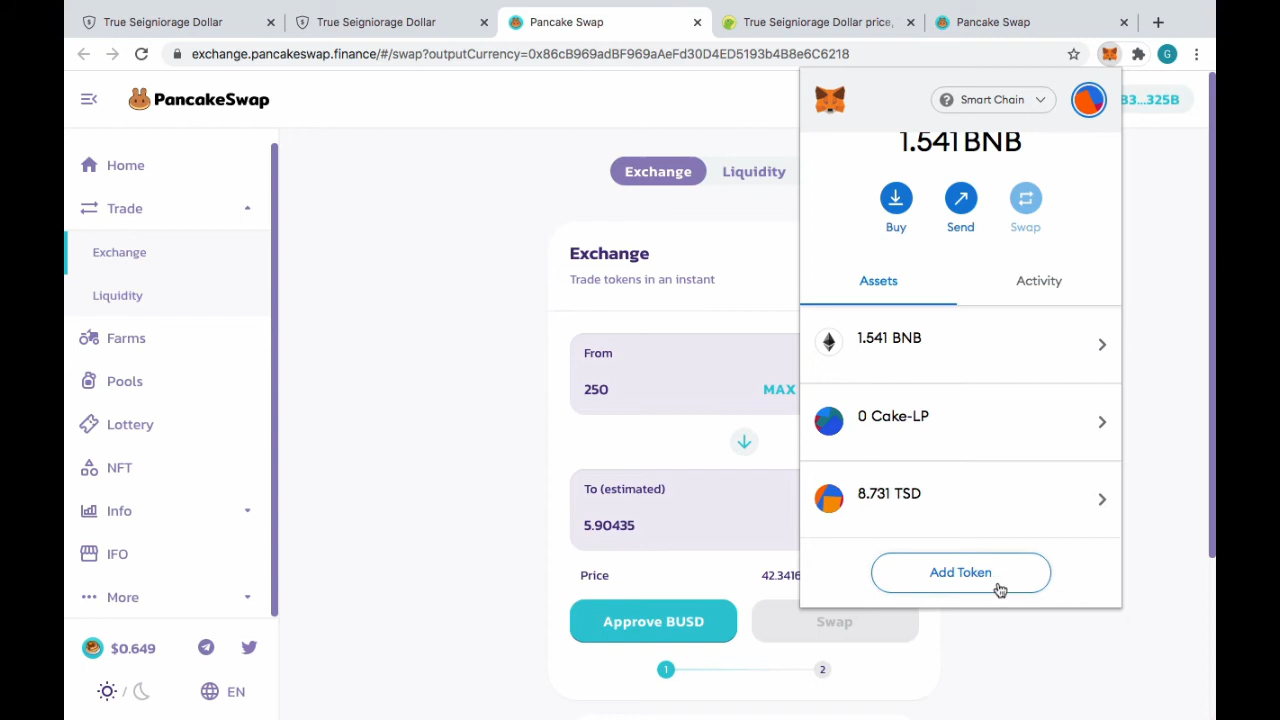 True Seigniorage Dollar
True Seigniorage Dollar
Pancake Swap
True Seigniorage Dollar price,
Pancake Swap
exchange.pancakeswap.finance/#/swap?outputCurrency=0x86cB969adBF969aAeFd30D4ED5193b4B8e6C6218
G
PancakeSwap
Smart Chain
B3...325B
1.541 BNB
Home
Exchange
Liquidity
Trade
Buy
Send
Swap
Exchange
Exchange
Trade tokens in an instant
Assets
Activity
Liquidity
Farms
From
1.541 BNB
Pools
250
MAX
Lottery
0 Cake-LP
NFT
To (estimated)
8.731 TSD
Info
5.90435
IFO
Price
42.3416
Add Token
More
Approve BUSD
Swap
$0.649
1
2
EN